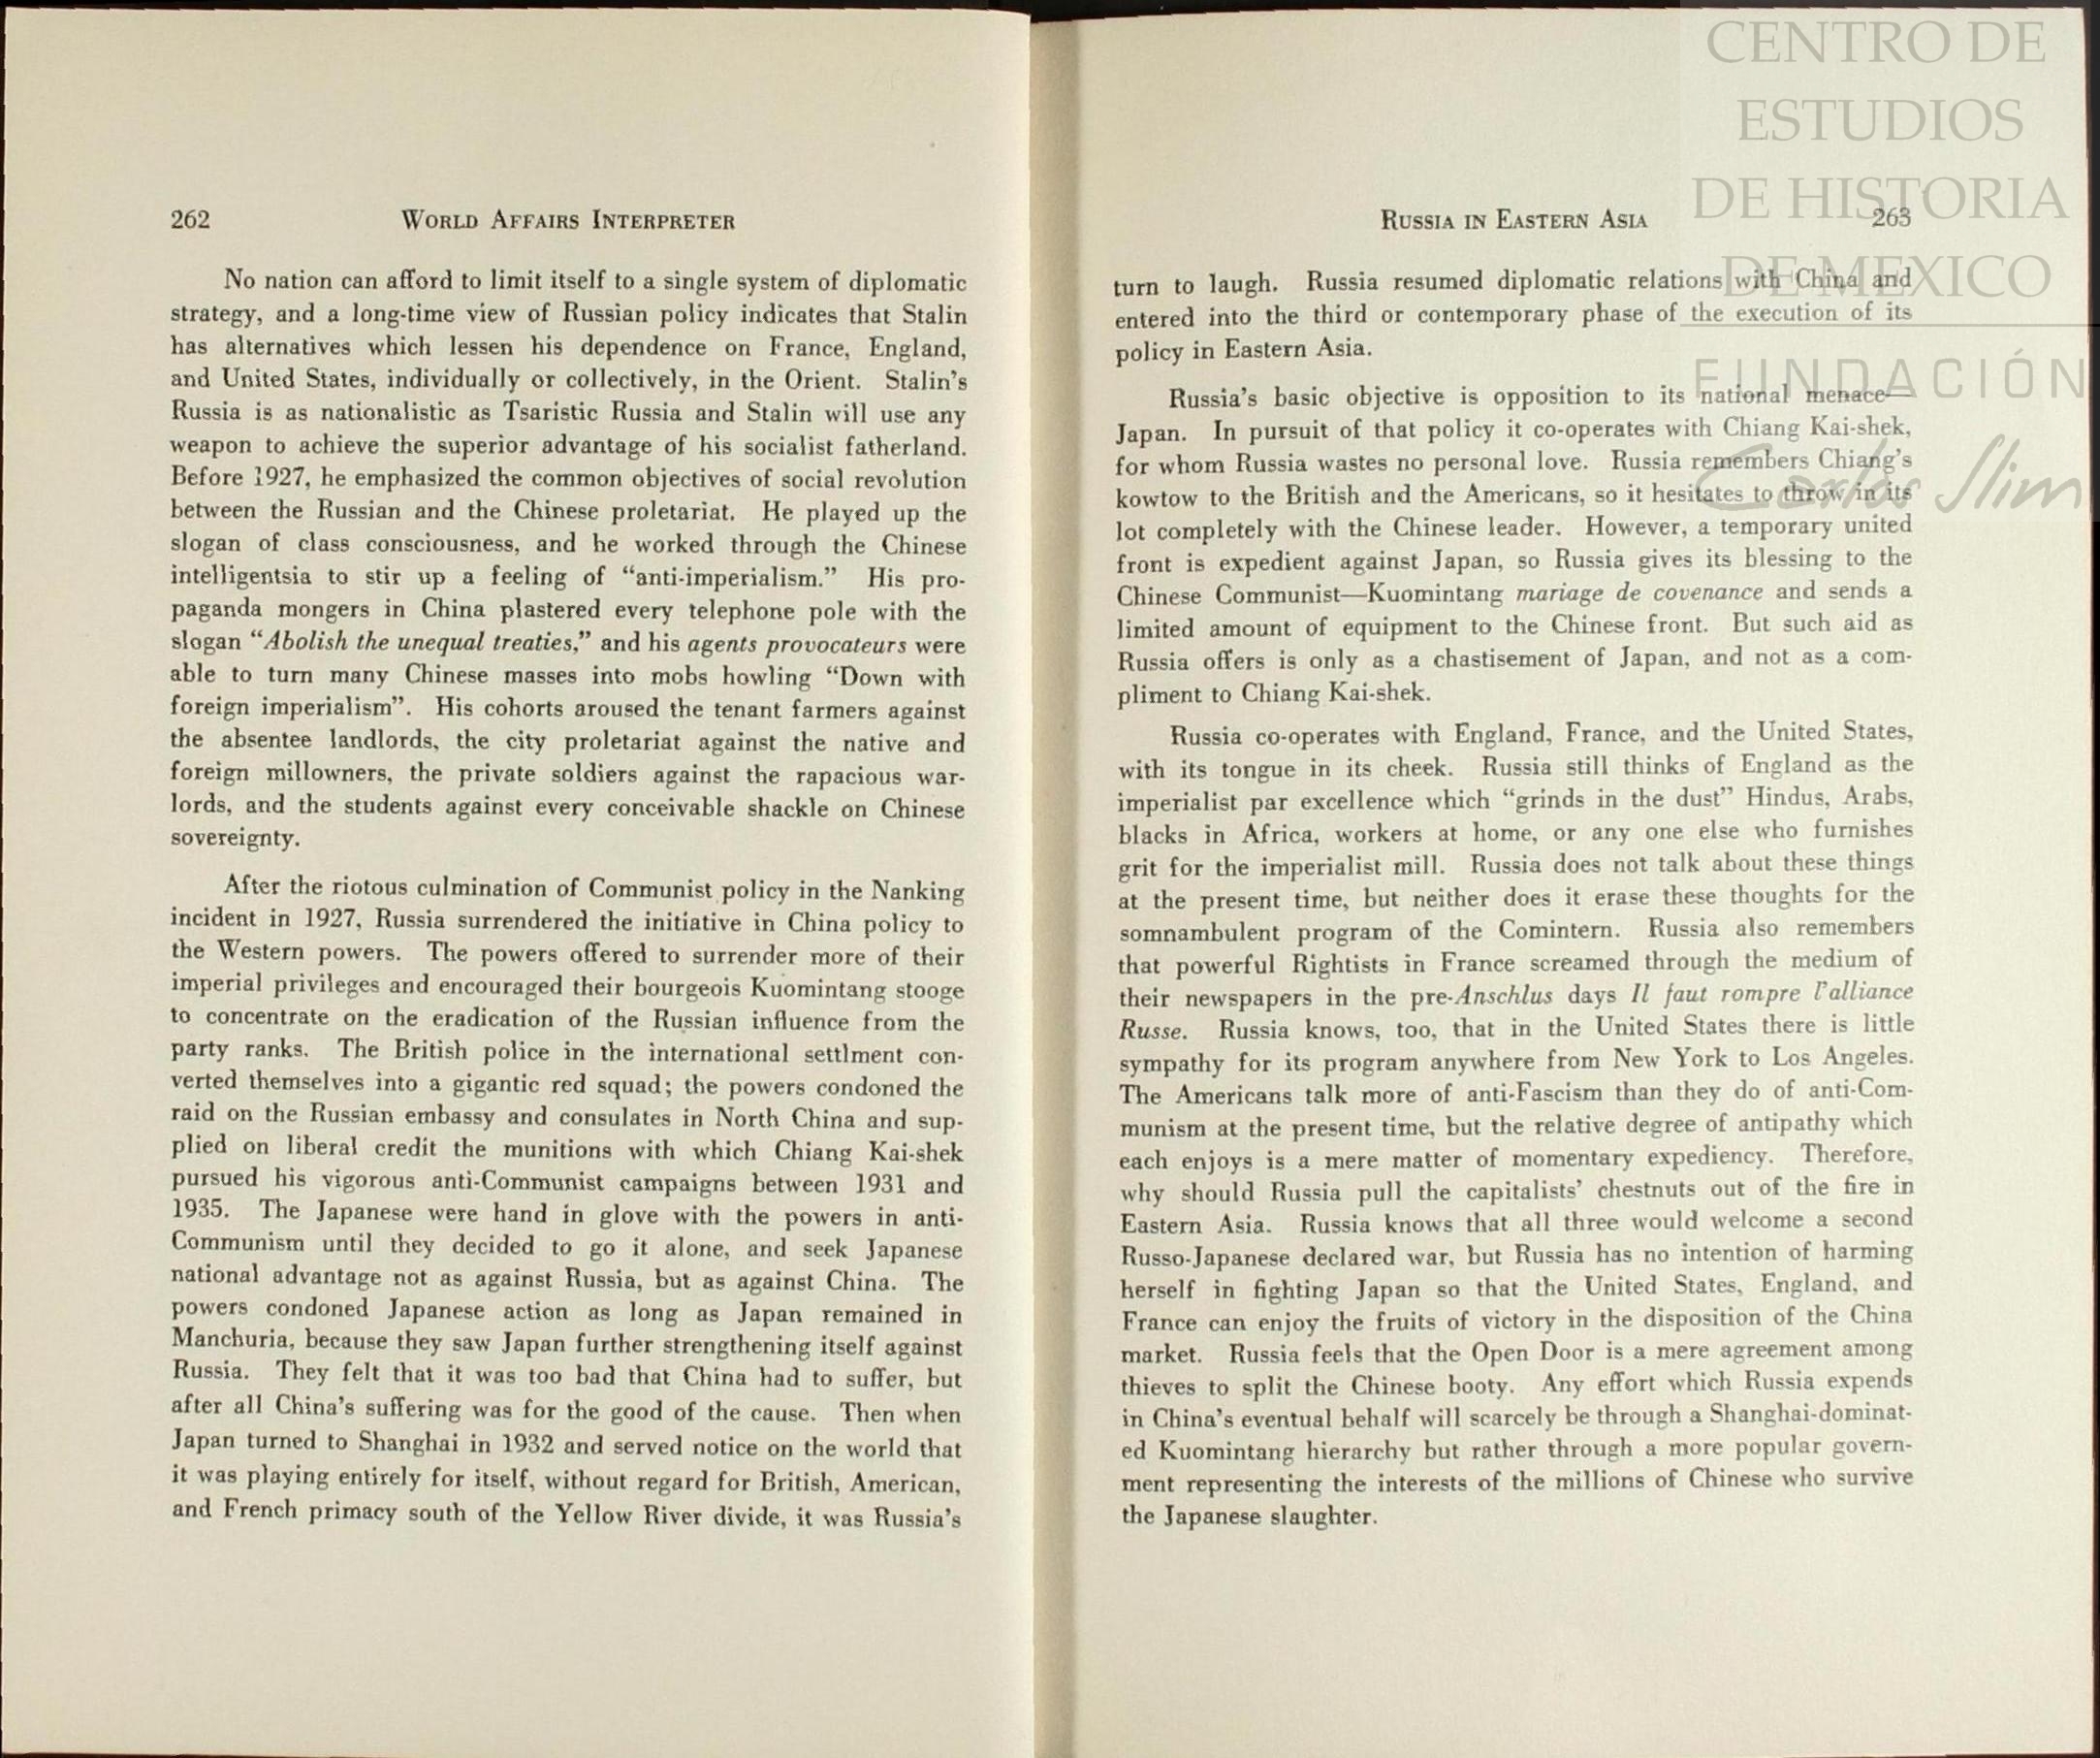 262
WORLD AFFAIRS INTERPRETER
No nation can afford to limit itself to a single system of diplomatic
strategy, and a long-time view of Russian policy indicates that Stalin
has alternatives which lessen his dependence on France, England,
and United States, individually or collectively, in the Orient. Stalin's
Russia is as nationalistic as Tsaristic Russia and Stalin will use any
weapon to achieve the superior advantage of his socialist fatherland.
Before 1927, he emphasized the common objectives of social revolution
between the Russian and the Chinese proletariat. He played up the
slogan of class consciousness, and he worked through the Chinese
intelligentsia to stir up a feeling of “anti-imperialism.” His pro-
paganda mongers in China plastered every telephone pole with the
slogan “Abolish the unequal treaties,” and his agents provocateurs were
able to turn many Chinese masses into mobs howling “Down with
foreign imperialism”. His cohorts aroused the tenant farmers against
the absentee landlords, the city proletariat against the native and
foreign millowners, the private soldiers against the rapacious war-
lords, and the students against every conceivable shackle on Chinese
sovereignty.
After the riotous culmination of Communist policy in the Nanking
incident in 1927, Russia surrendered the initiative in China policy to
the Western powers. The powers offered to surrender more of their
imperial privileges and encouraged their bourgeois Kuomintang stooge
to concentrate on the eradication of the Russian influence from the
party ranks. The British police in the international settlment con-
verted themselves into a gigantic red squad; the powers condoned the
raid on the Russian embassy and consulates in North China and sup-
plied on liberal credit the munitions with which Chiang Kai-shek
pursued his vigorous anti-Communist campaigns between 1931 and
1935. The Japanese were hand in glove with the powers in anti-
Communism until they decided to go it alone, and seek Japanese
national advantage not as against Russia, but as against China. The
powers condoned Japanese action as long as Japan remained in
Manchuria, because they saw Japan further strengthening itself against
Russia. They felt that it was too bad that China had to suffer, but
after all China's suffering was for the good of the cause. Then when
Japan turned to Shanghai in 1932 and served notice on the world that
it was playing entirely for itself, without regard for British, American,
and French primacy south of the Yellow River divide, it was Russia's
RUSSIA IN EASTERN ASIA
263
turn to laugh. Russia resumed diplomatic relations with China and
entered into the third or contemporary phase of the execution of its
policy in Eastern Asia.
Russia's basic objective is opposition to its national menace—
Japan. In pursuit of that policy it co-operates with Chiang Kai-shek,
for whom Russia wastes no personal love. Russia remembers Chiang's
kowtow to the British and the Americans, so it hesitates to throw in its
lot completely with the Chinese leader. However, a temporary united
front is expedient against Japan, so Russia gives its blessing to the
Chinese Communist—Kuomintang mariage de covenance and sends a
limited amount of equipment to the Chinese front. But such aid as
Russia offers is only as a chastisement of Japan, and not as a com-
pliment to Chiang Kai-shek.
Russia co-operates with England, France, and the United States,
with its tongue in its cheek. Russia still thinks of England as the
imperialist par excellence which “grinds in the dust” Hindus, Arabs,
blacks in Africa, workers at home, or any one else who furnishes
grit for the imperialist mill. Russia does not talk about these things
at the present time, but neither does it erase these thoughts for the
somnambulent program of the Comintern. Russia also remembers
that powerful Rightists in France screamed through the medium of
their newspapers in the pre-Anschlus days Il faut rompre l'alliance
Russe. Russia knows, too, that in the United States there is little
sympathy for its program anywhere from New York to Los Angeles.
The Americans talk more of anti-Fascism than they do of anti-Com-
munism at the present time, but the relative degree of antipathy which
each enjoys is a mere matter of momentary expediency. Therefore,
why should Russia pull the capitalists' chestnuts out of the fire in
Eastern Asia. Russia knows that all three would welcome a second
Russo-Japanese declared war, but Russia has no intention of harming
herself in fighting Japan so that the United States, England, and
France can enjoy the fruits of victory in the disposition of the China
market. Russia feels that the Open Door is a mere agreement among
thieves to split the Chinese booty. Any effort which Russia expends
in China's eventual behalf will scarcely be through a Shanghai-dominat-
ed Kuomintang hierarchy but rather through a more popular govern-
ment representing the interests of the millions of Chinese who survive
the Japanese slaughter.
CENTRO DE
ESTUDIOS
DE HISTORIA
DE MEXICO
FUNDACIÓN
Carlos Slim